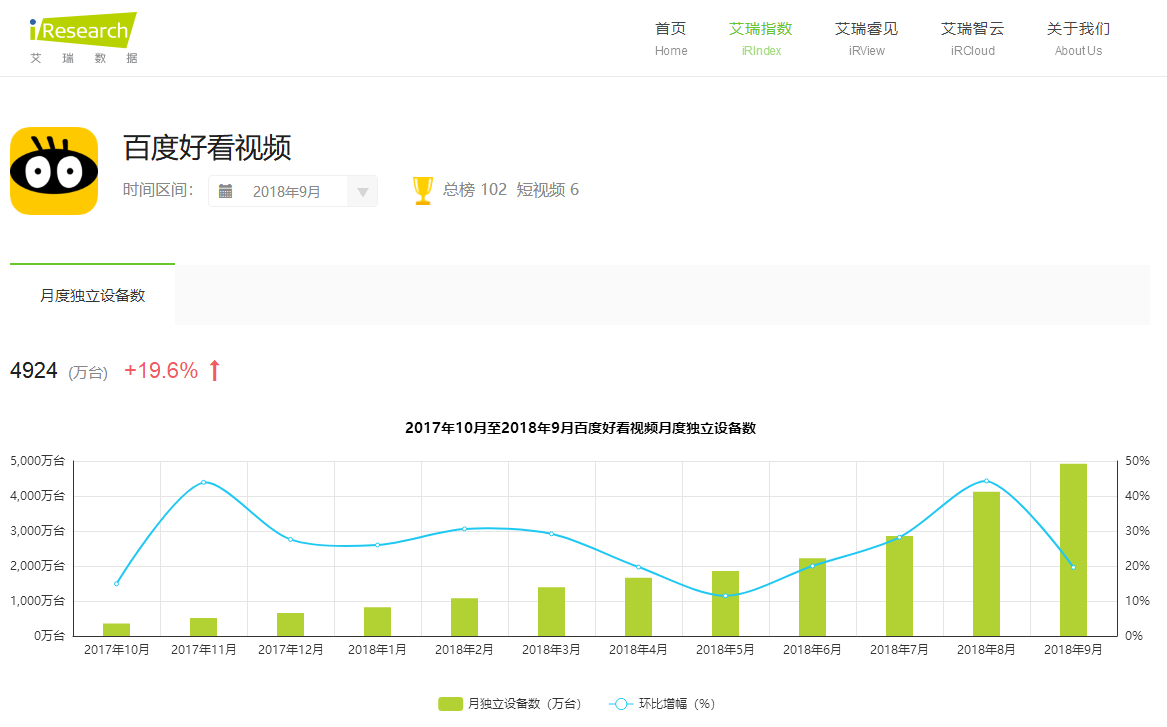 iResearch
艾 瑞 数 据
首页 艾瑞指数 艾瑞睿见 艾瑞智云 关于我们
Home iRIndex iRView iRCloud About Us
百度好看视频
时间区间： 2018年9月 总榜 102 短视频 6
月度独立设备数
4924 (万台) +19.6%
2017年10月至2018年9月百度好看视频月度独立设备数
5,000万台 50%
4,000万台 40%
3,000万台 30%
2,000万台 20%
1,000万台 10%
0万台 0%
2017年10月 2017年11月 2017年12月 2018年1月 2018年2月 2018年3月 2018年4月 2018年5月 2018年6月 2018年7月 2018年8月 2018年9月
月独立设备数（万台） 环比增幅（%）